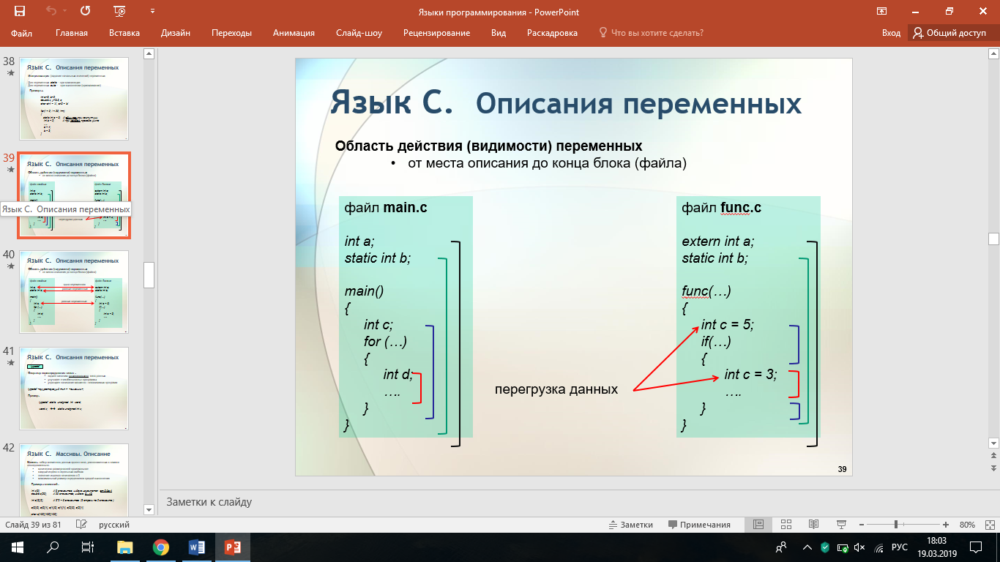 Языки программирования - PowerPoint
Файл Главная Вставка Дизайн Переходы Анимация Слайд-шоу Рецензирование Вид Раскадровка Что вы хотите сделать? Вход Общий доступ
38
Язык С. Описания переменных
39
Язык С. Описания переменных
Язык С. Описания переменных
40
Язык С. Описания переменных
41
Язык С. Описания переменных
42
Язык С. Массивы. Описание
Язык С. Описания переменных
Область действия (видимости) переменных
• от места описания до конца блока (файла)
файл main.c
int a;
static int b;
main()
{
int c;
for (…)
{
int d;
….
}
}
перегрузка данных
файл func.c
extern int a;
static int b;
func(…)
{
int c = 5;
if(…)
{
int c = 3;
….
}
}
39
Заметки к слайду
Слайд 39 из 81 русский Заметки Примечания 80%
РУС
18:03
19.03.2019